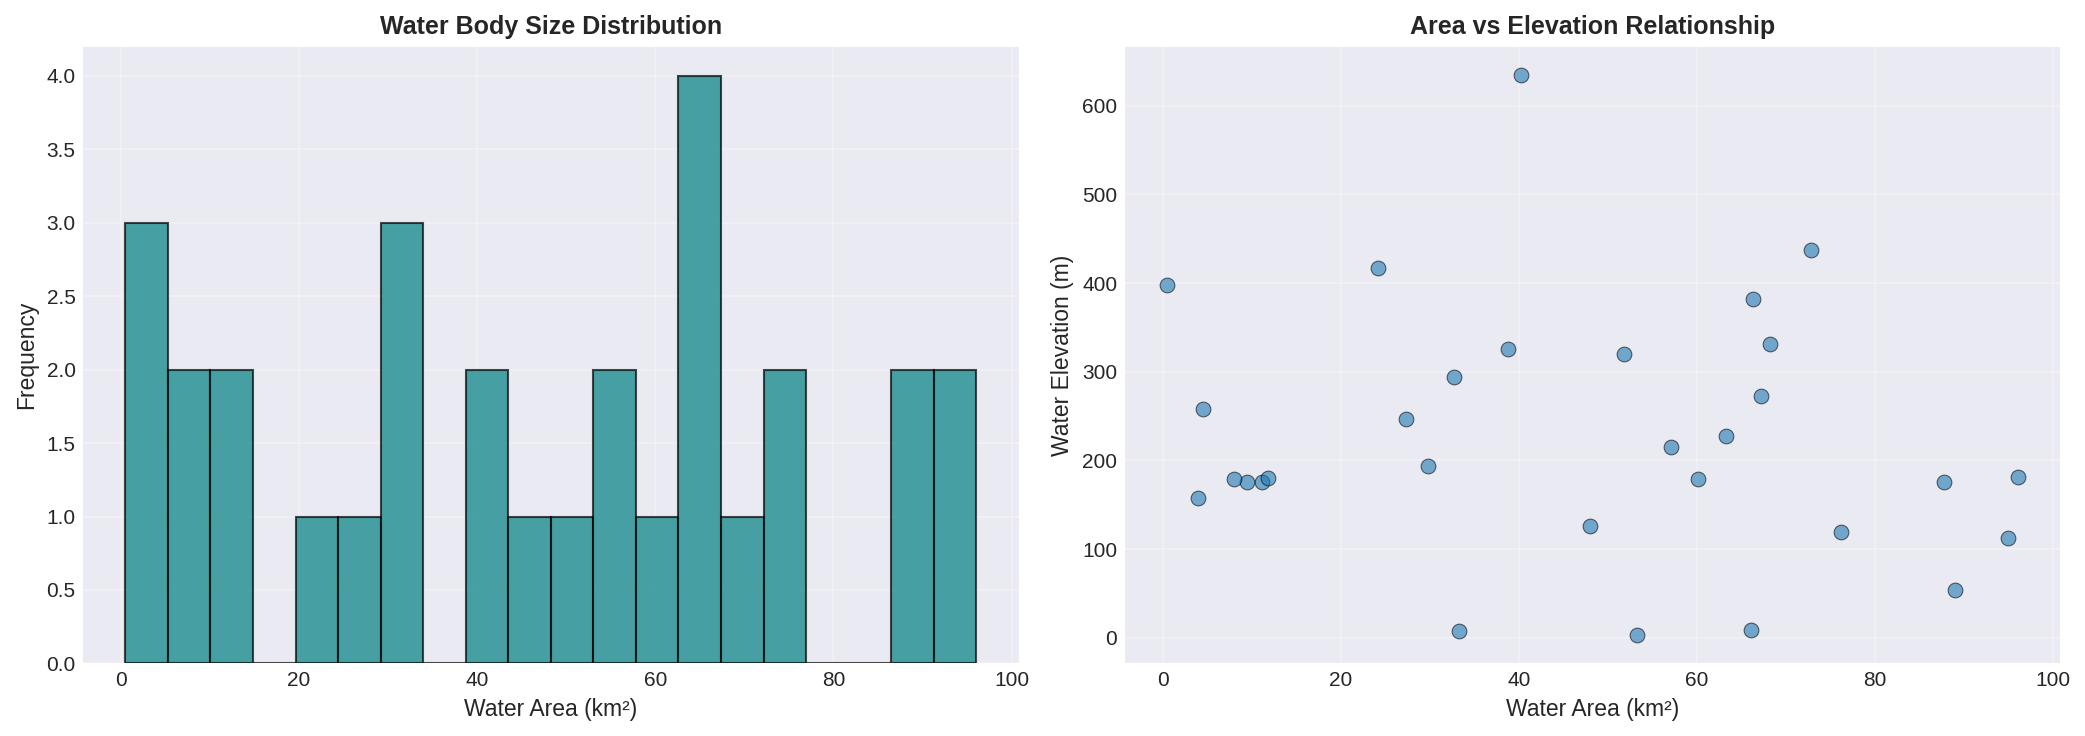 Water Body Size Distribution
4.0
3.5
3.0
2.5
2.0
1.5
1.0
0.5
0.0
Frequency
0 20 40 60 80 100
Water Area (km²)
Area vs Elevation Relationship
600
500
400
300
200
100
0
Water Elevation (m)
0 20 40 60 80 100
Water Area (km²)